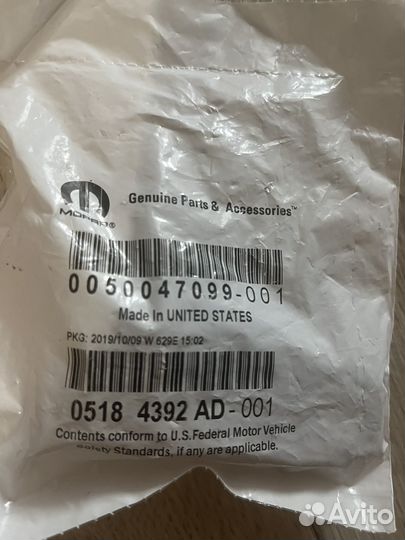 MOPAR®
Genuine Parts & Accessories™
0050047099-001
Made In UNITED STATES
PKG: 2019/10/09 W 629E 15:02
0518 4392 AD-001
Contents conform to U.S. Federal Motor Vehicle
Safety Standards, if any are applicable.
Avito